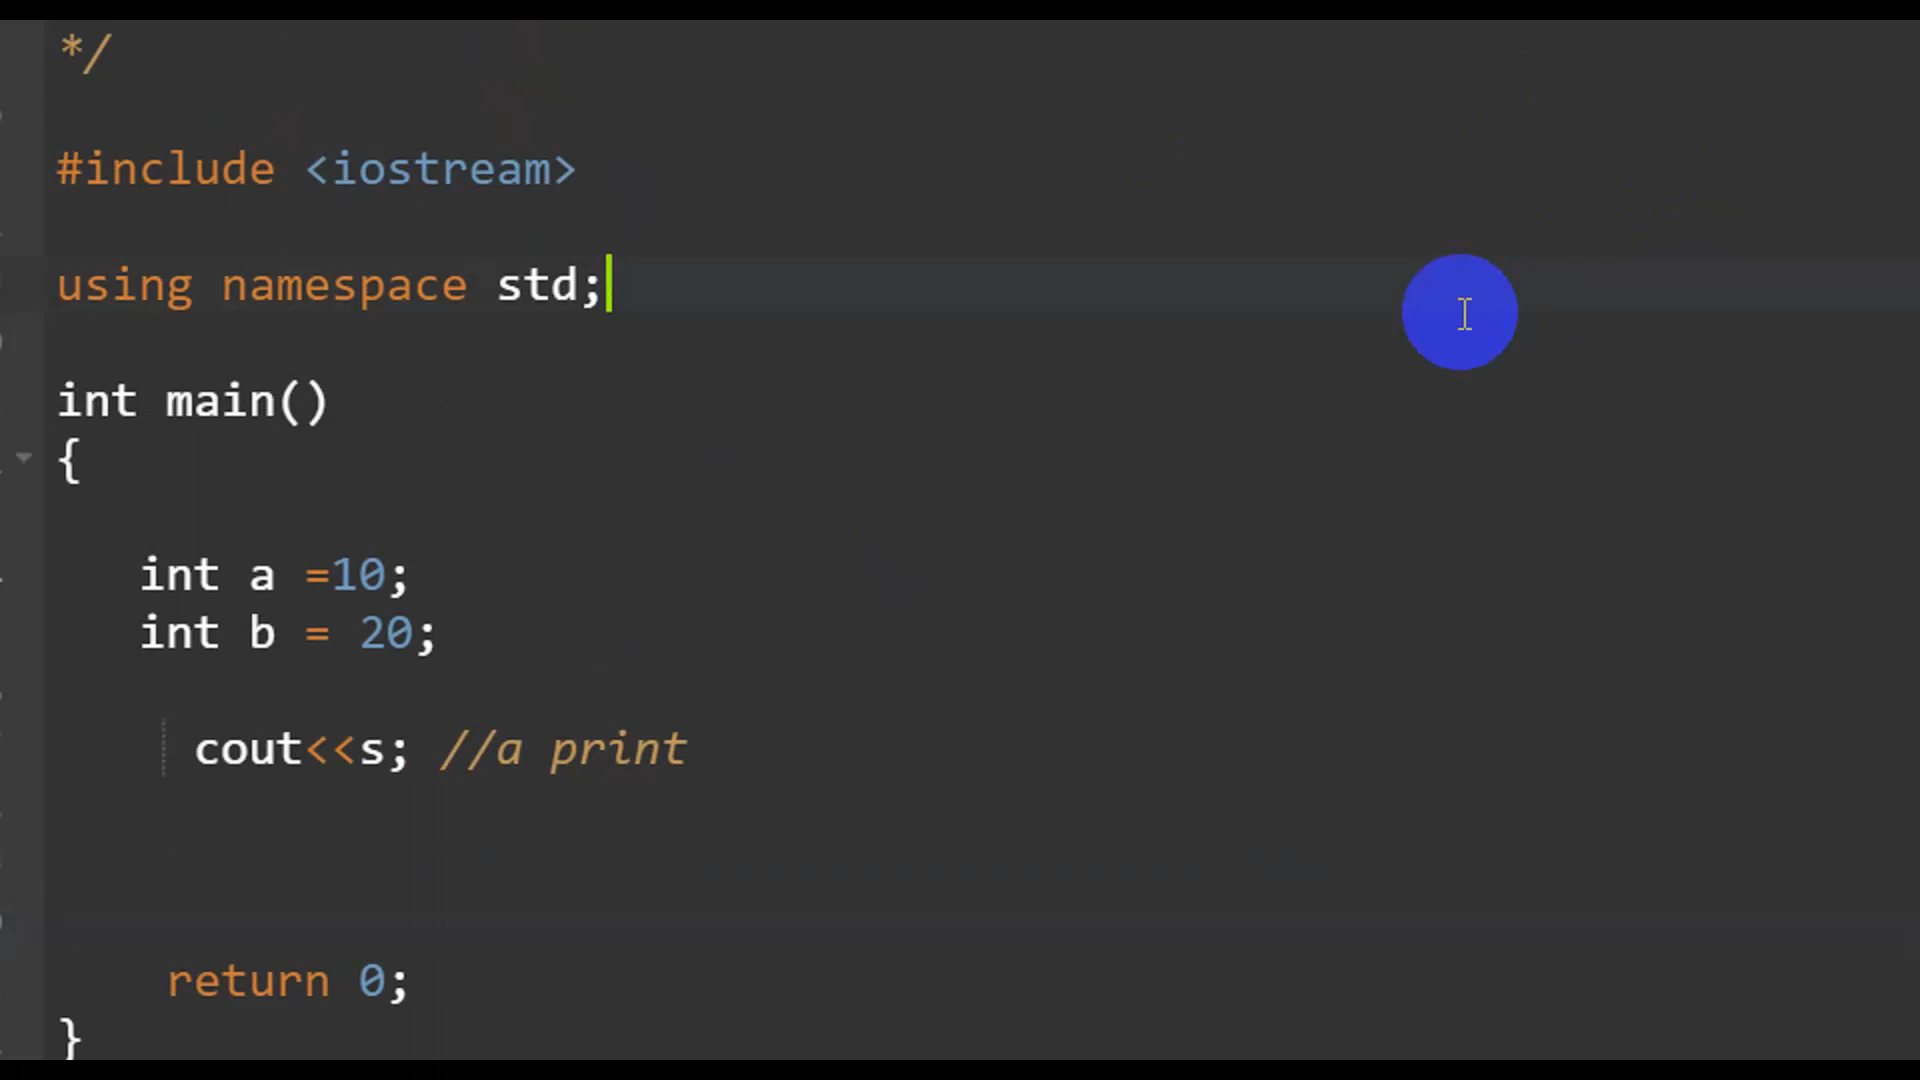 */
#include <iostream>
using namespace std;
int main()
{
int a =10;
int b = 20;
cout<<s; //a print
return 0;
}